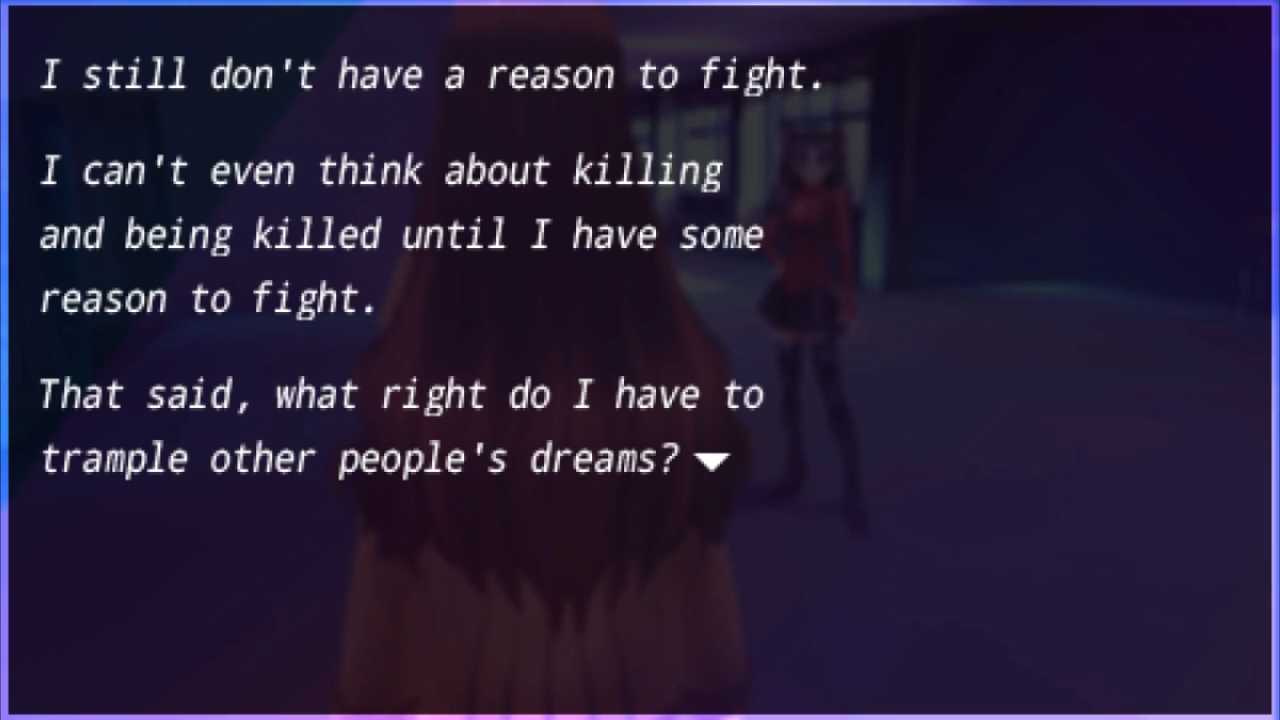 I still don't have a reason to fight.
I can't even think about killing
and being killed until I have some
reason to fight.
That said, what right do I have to
trample other people's dreams?